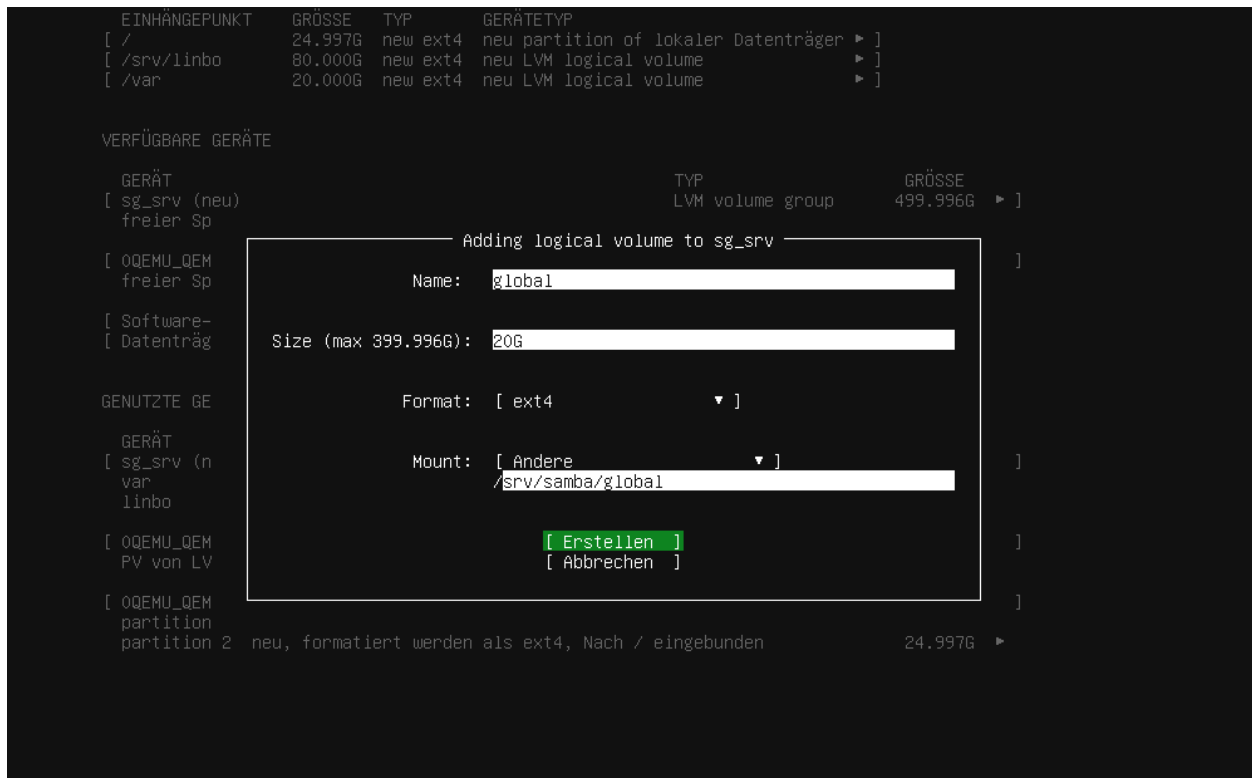 EINHÄNGEPUNKT GRÖSSE TYP GERÄTETYP
[ / 24.997G new ext4 neu partition of lokaler Datenträger ▸ ]
[ /srv/linbo 80.000G new ext4 neu LVM logical volume ▸ ]
[ /var 20.000G new ext4 neu LVM logical volume ▸ ]
VERFÜGBARE GERÄTE
GERÄT TYP GRÖSSE
[ sg_srv (neu) LVM volume group 499.996G ▸ ]
freier Sp
Adding logical volume to sg_srv
[ OQEMU_QEM ]
freier Sp
Name: global
[ Software-
[ Datenträg
Size (max 399.996G): 20G
GENUTZTE GE
Format: [ ext4 ▾ ]
GERÄT
[ sg_srv (n ]
Mount: [ Andere ▾ ]
var
/srv/samba/global
linbo
[ OQEMU_QEM ]
[ Erstellen ]
PV von LV
[ Abbrechen ]
[ OQEMU_QEM ]
partition
partition 2 neu, formatiert werden als ext4, Nach / eingebunden 24.997G ▸